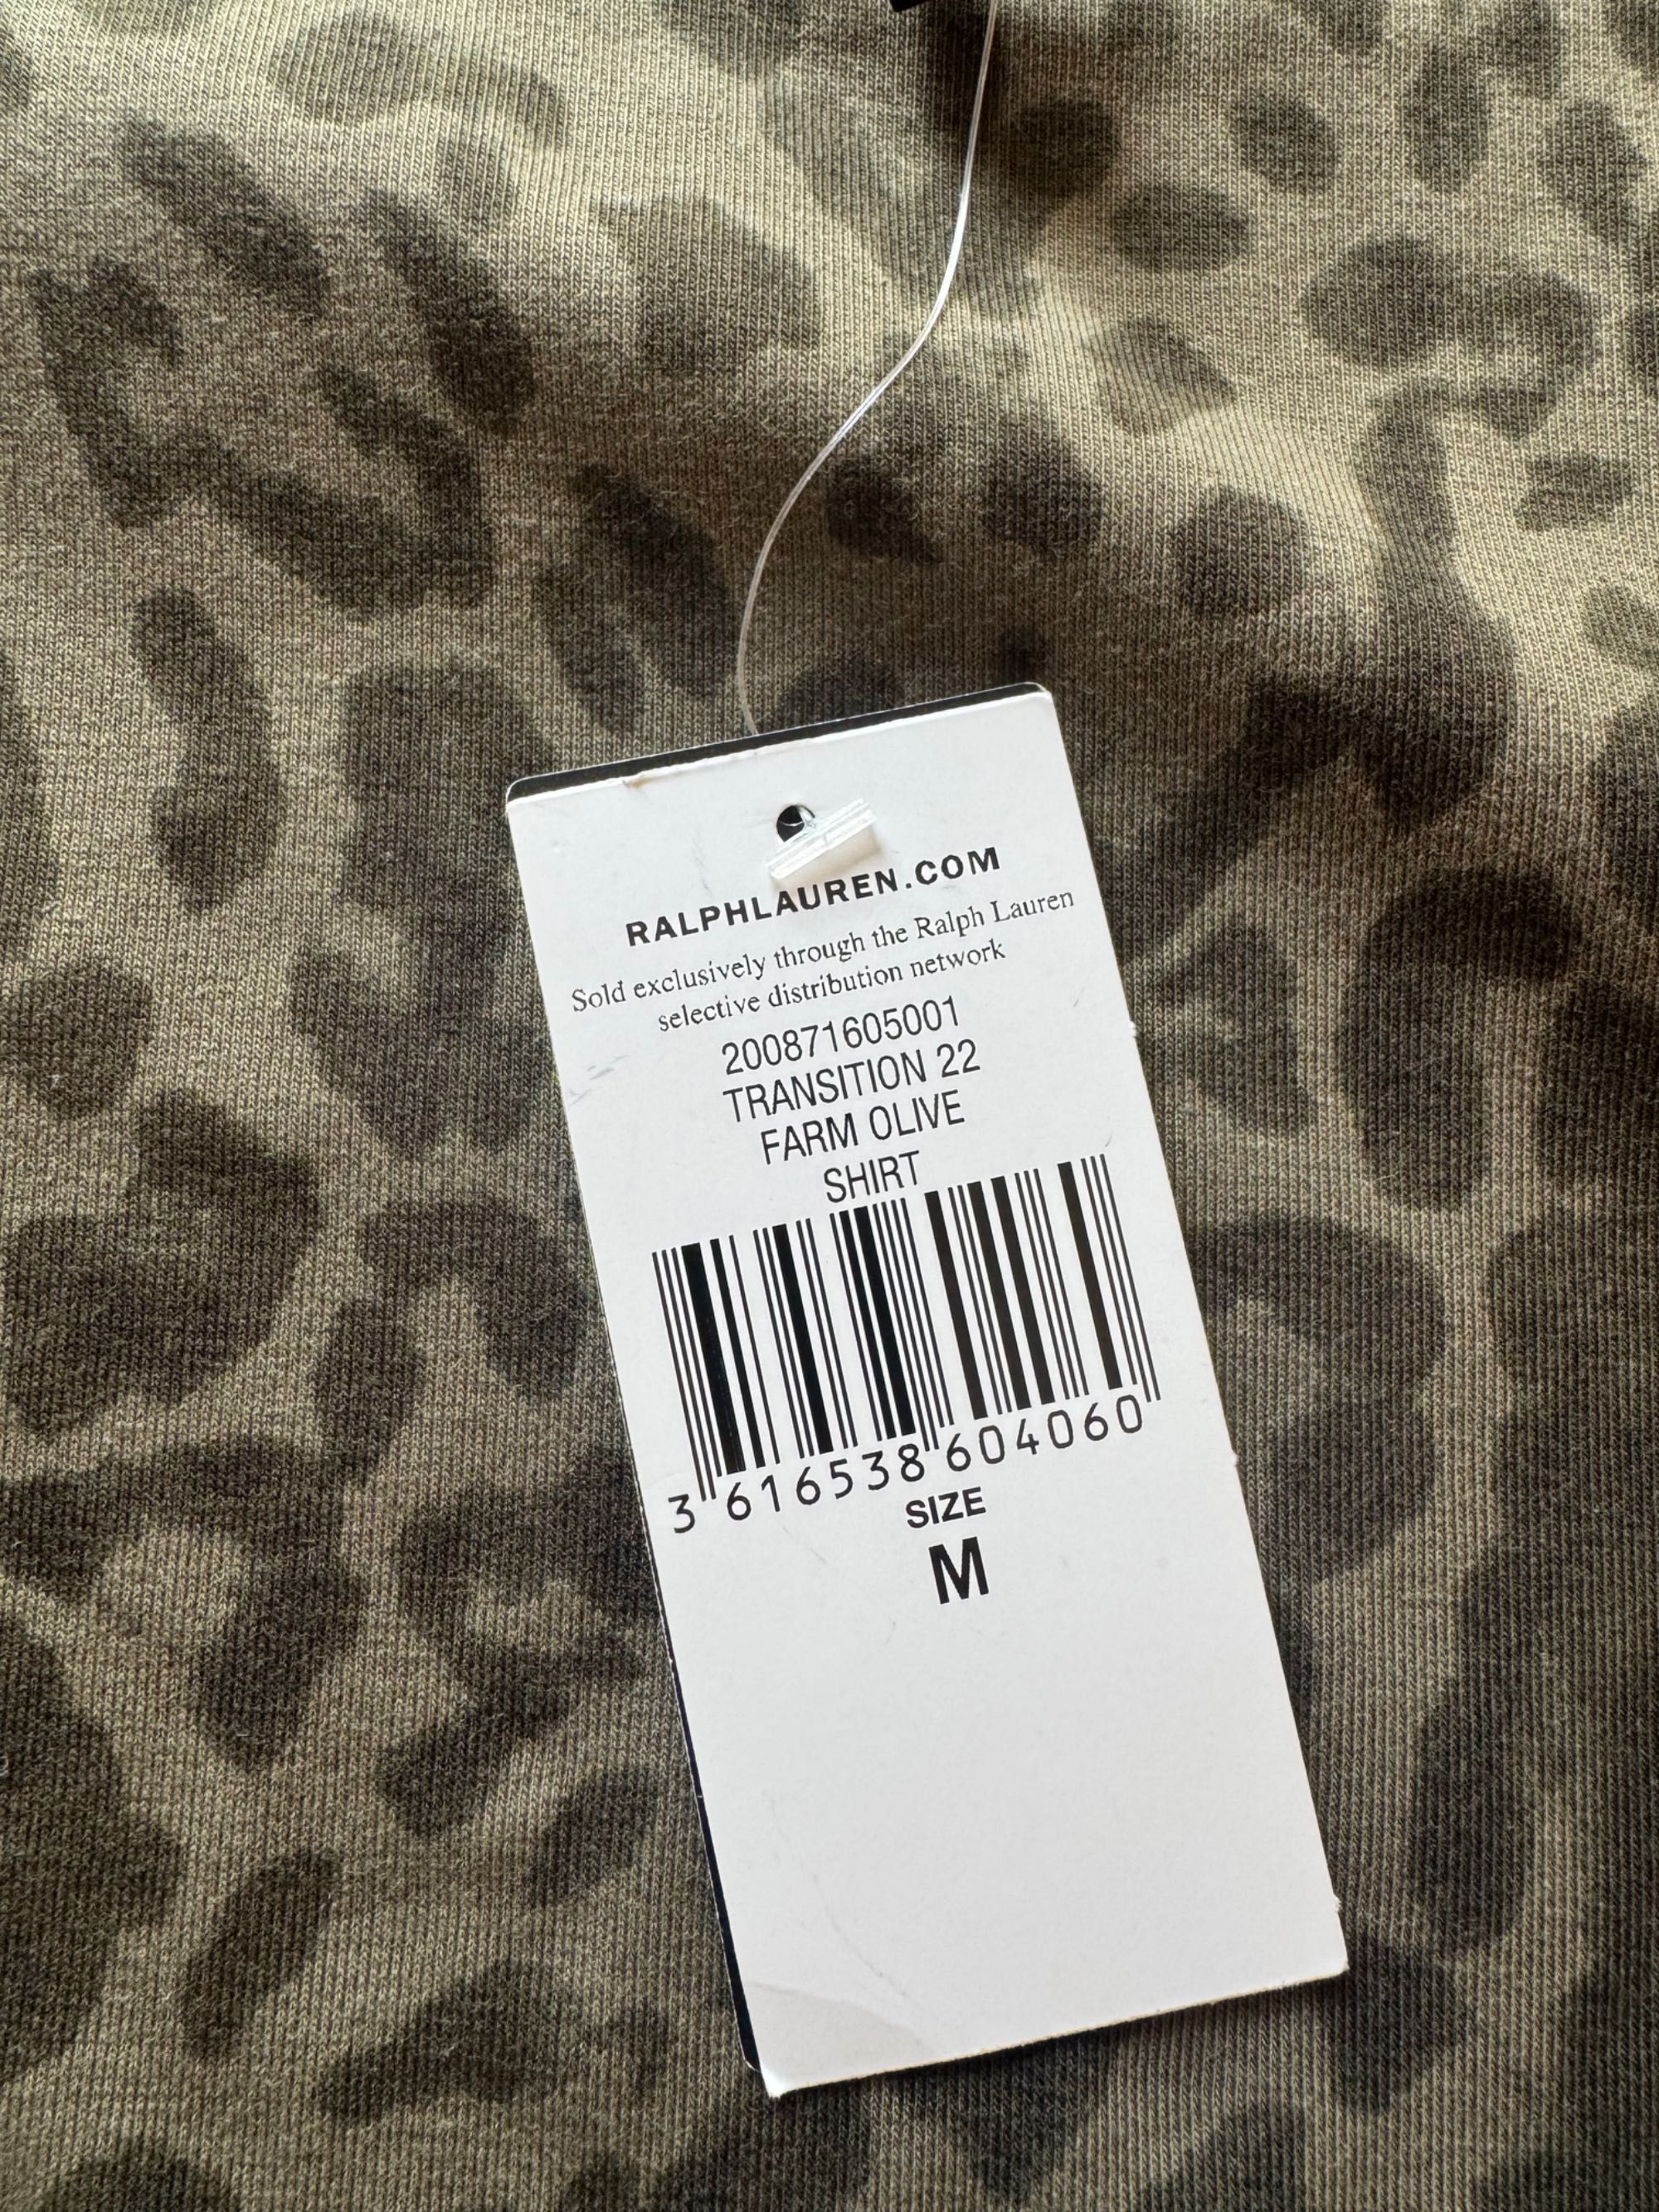 RALPHLAUREN.COM
Sold exclusively through the Ralph Lauren
selective distribution network
200871605001
TRANSITION 22
FARM OLIVE
SHIRT
3 616538 604060
SIZE
M